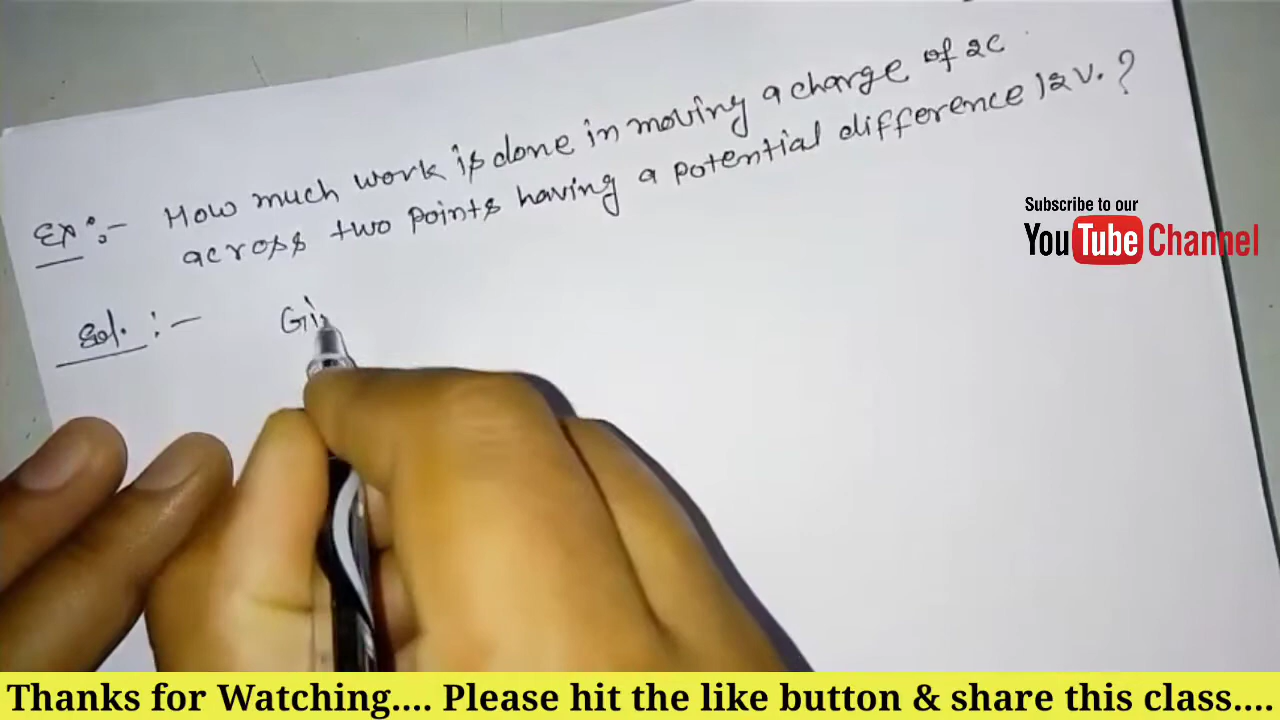 Ex:- How much work is done in moving a charge of 2C
across two points having a potential difference 12V.?
Sol. :- Gi
Subscribe to our
YouTube Channel
Thanks for Watching.... Please hit the like button & share this class....